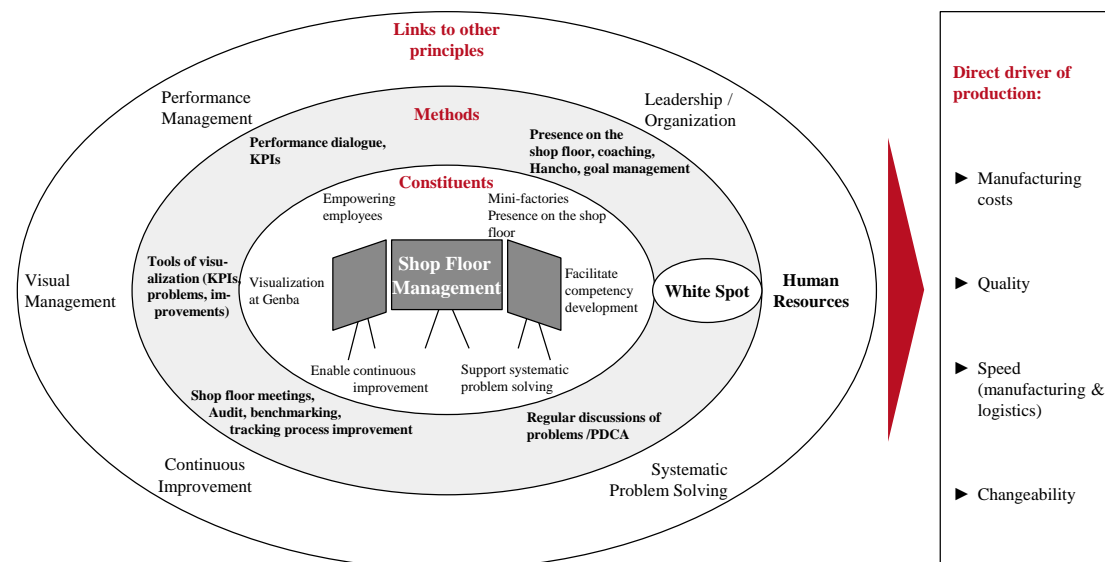 Links to other
principles
Performance
Management
Leadership /
Organization
Methods
Performance dialogue,
KPIs
Presence on the
shop floor, coaching,
Hancho, goal management
Constituents
Empowering
employees
Mini-factories
Presence on the shop
floor
Visual
Management
Tools of visu-
alization (KPIs,
problems, im-
provements)
Visualization
at Genba
Shop Floor
Management
Facilitate
competency
development
White Spot
Human
Resources
Enable continuous
improvement
Support systematic
problem solving
Shop floor meetings,
Audit, benchmarking,
tracking process improvement
Regular discussions of
problems /PDCA
Continuous
Improvement
Systematic
Problem Solving
Direct driver of
production:
► Manufacturing
costs
► Quality
► Speed
(manufacturing &
logistics)
► Changeability